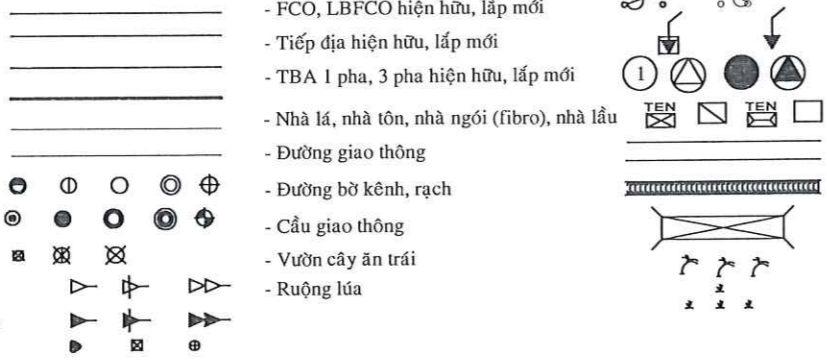 - FCO, LBFCO hiện hữu, lắp mới
- Tiếp địa hiện hữu, lắp mới
- TBA 1 pha, 3 pha hiện hữu, lắp mới
1
- Nhà lá, nhà tôn, nhà ngói (fibro), nhà lầu
TEN
TEN
- Đường giao thông
- Đường bờ kênh, rạch
- Cầu giao thông
- Vườn cây ăn trái
- Ruộng lúa